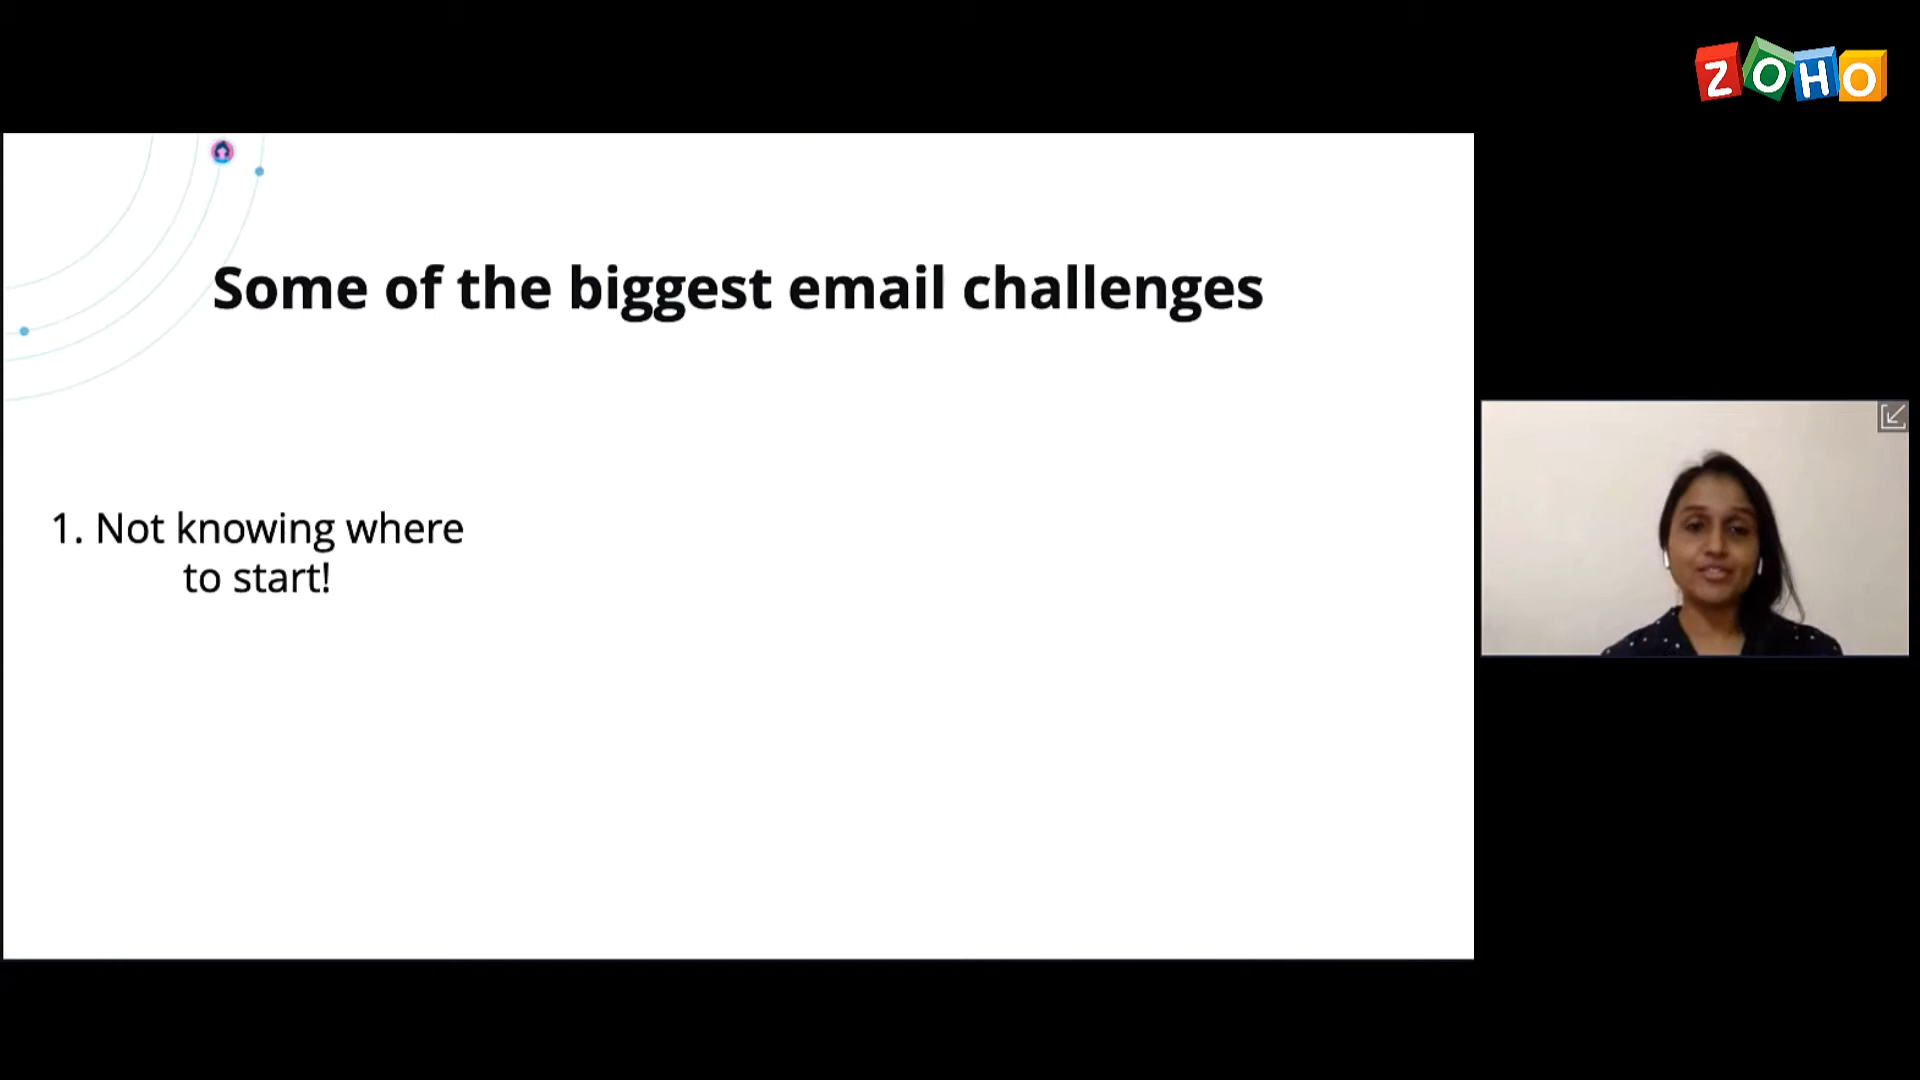 ZOHO
Some of the biggest email challenges
1. Not knowing where
to start!